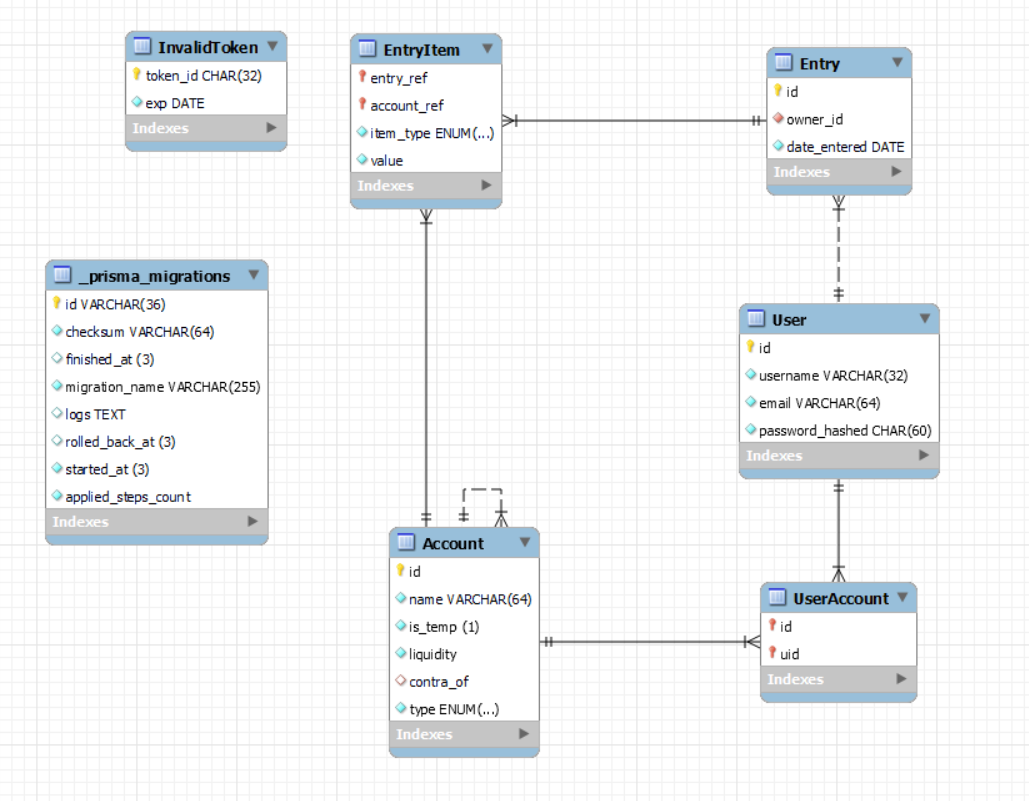 InvalidToken
token_id CHAR(32)
exp DATE
Indexes
EntryItem
entry_ref
account_ref
item_type ENUM(...)
value
Indexes
Entry
id
owner_id
date_entered DATE
Indexes
_prisma_migrations
id VARCHAR(36)
checksum VARCHAR(64)
finished_at (3)
migration_name VARCHAR(255)
logs TEXT
rolled_back_at (3)
started_at (3)
applied_steps_count
Indexes
User
id
username VARCHAR(32)
email VARCHAR(64)
password_hashed CHAR(60)
Indexes
Account
id
name VARCHAR(64)
is_temp (1)
liquidity
contra_of
type ENUM(...)
Indexes
UserAccount
id
uid
Indexes